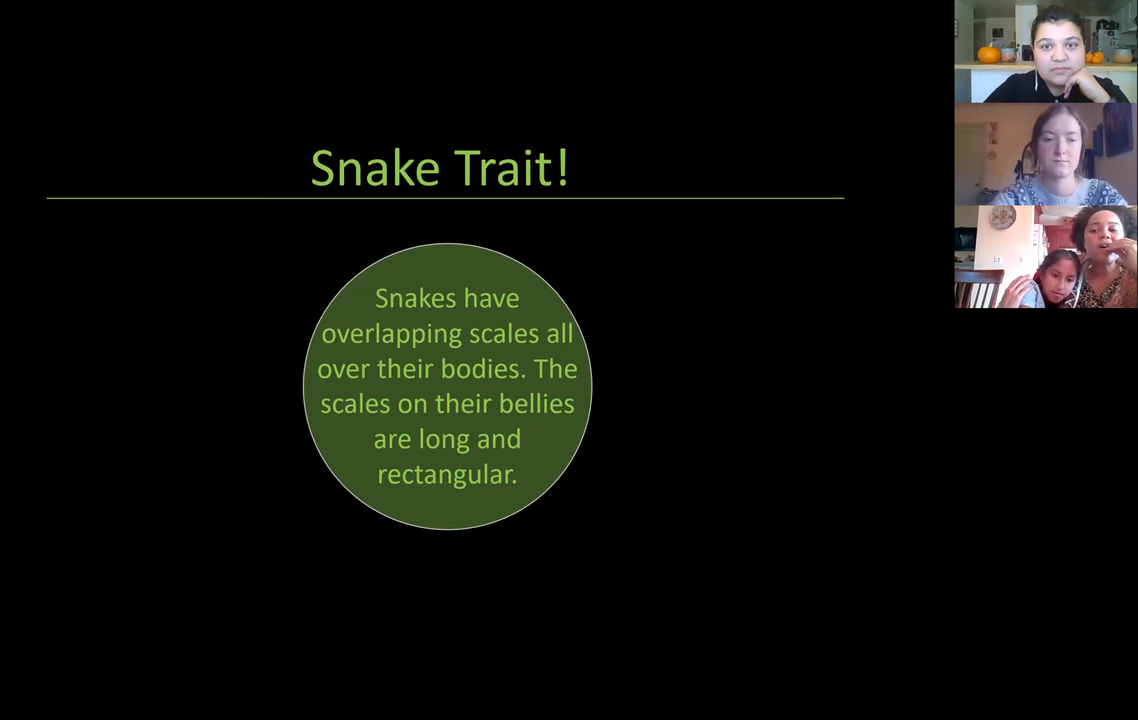 Snake Trait!
Snakes have
overlapping scales all
over their bodies. The
scales on their bellies
are long and
rectangular.